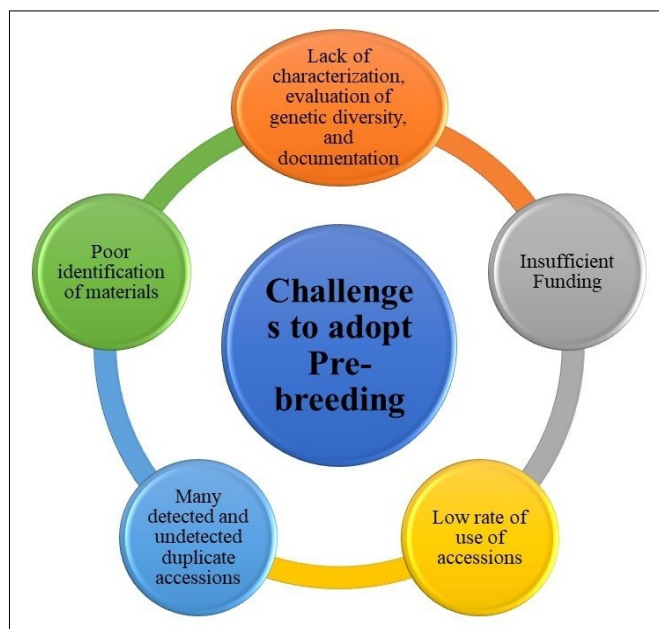 Lack of
characterization,
evaluation of
genetic diversity,
and
documentation
Insufficient
Funding
Low rate of
use of
accessions
Many
detected and
undetected
duplicate
accessions
Poor
identification
of materials
Challenge
s to adopt
Pre-
breeding